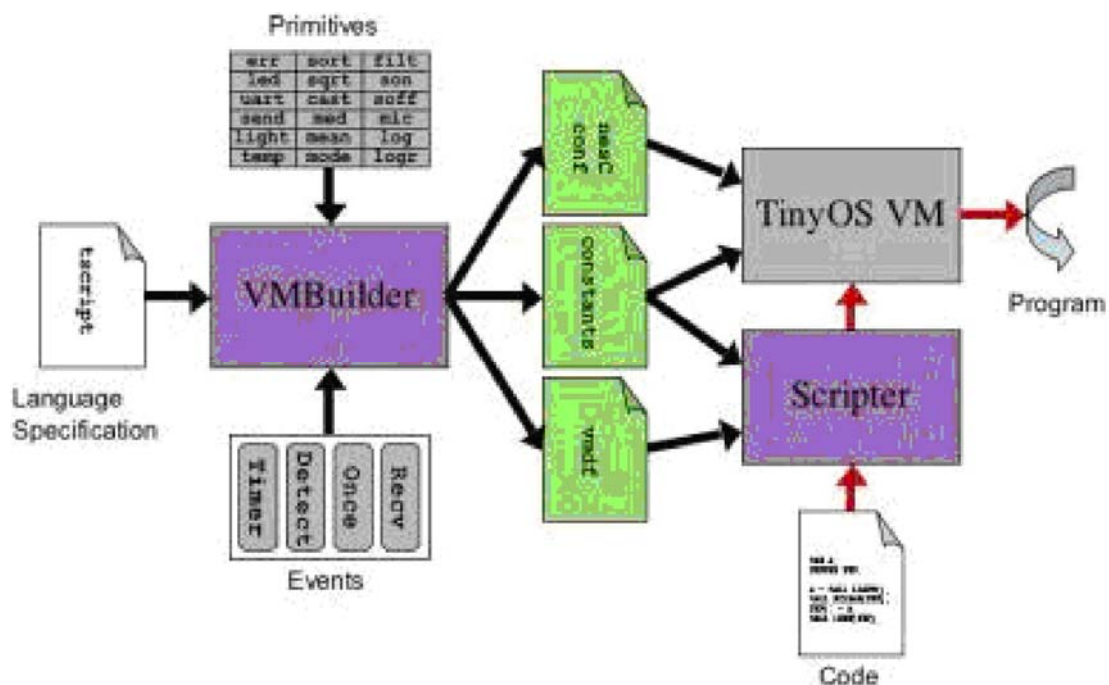 Primitives
err sort filt
led sqrt son
uart cast soff
send med mic
light mean log
temp mode logr
tscript
Language
Specification
VMBuilder
Timer
Detect
Once
Recv
Events
nesC
conf
constants
vmdf
TinyOS VM
Program
Scripter
Code